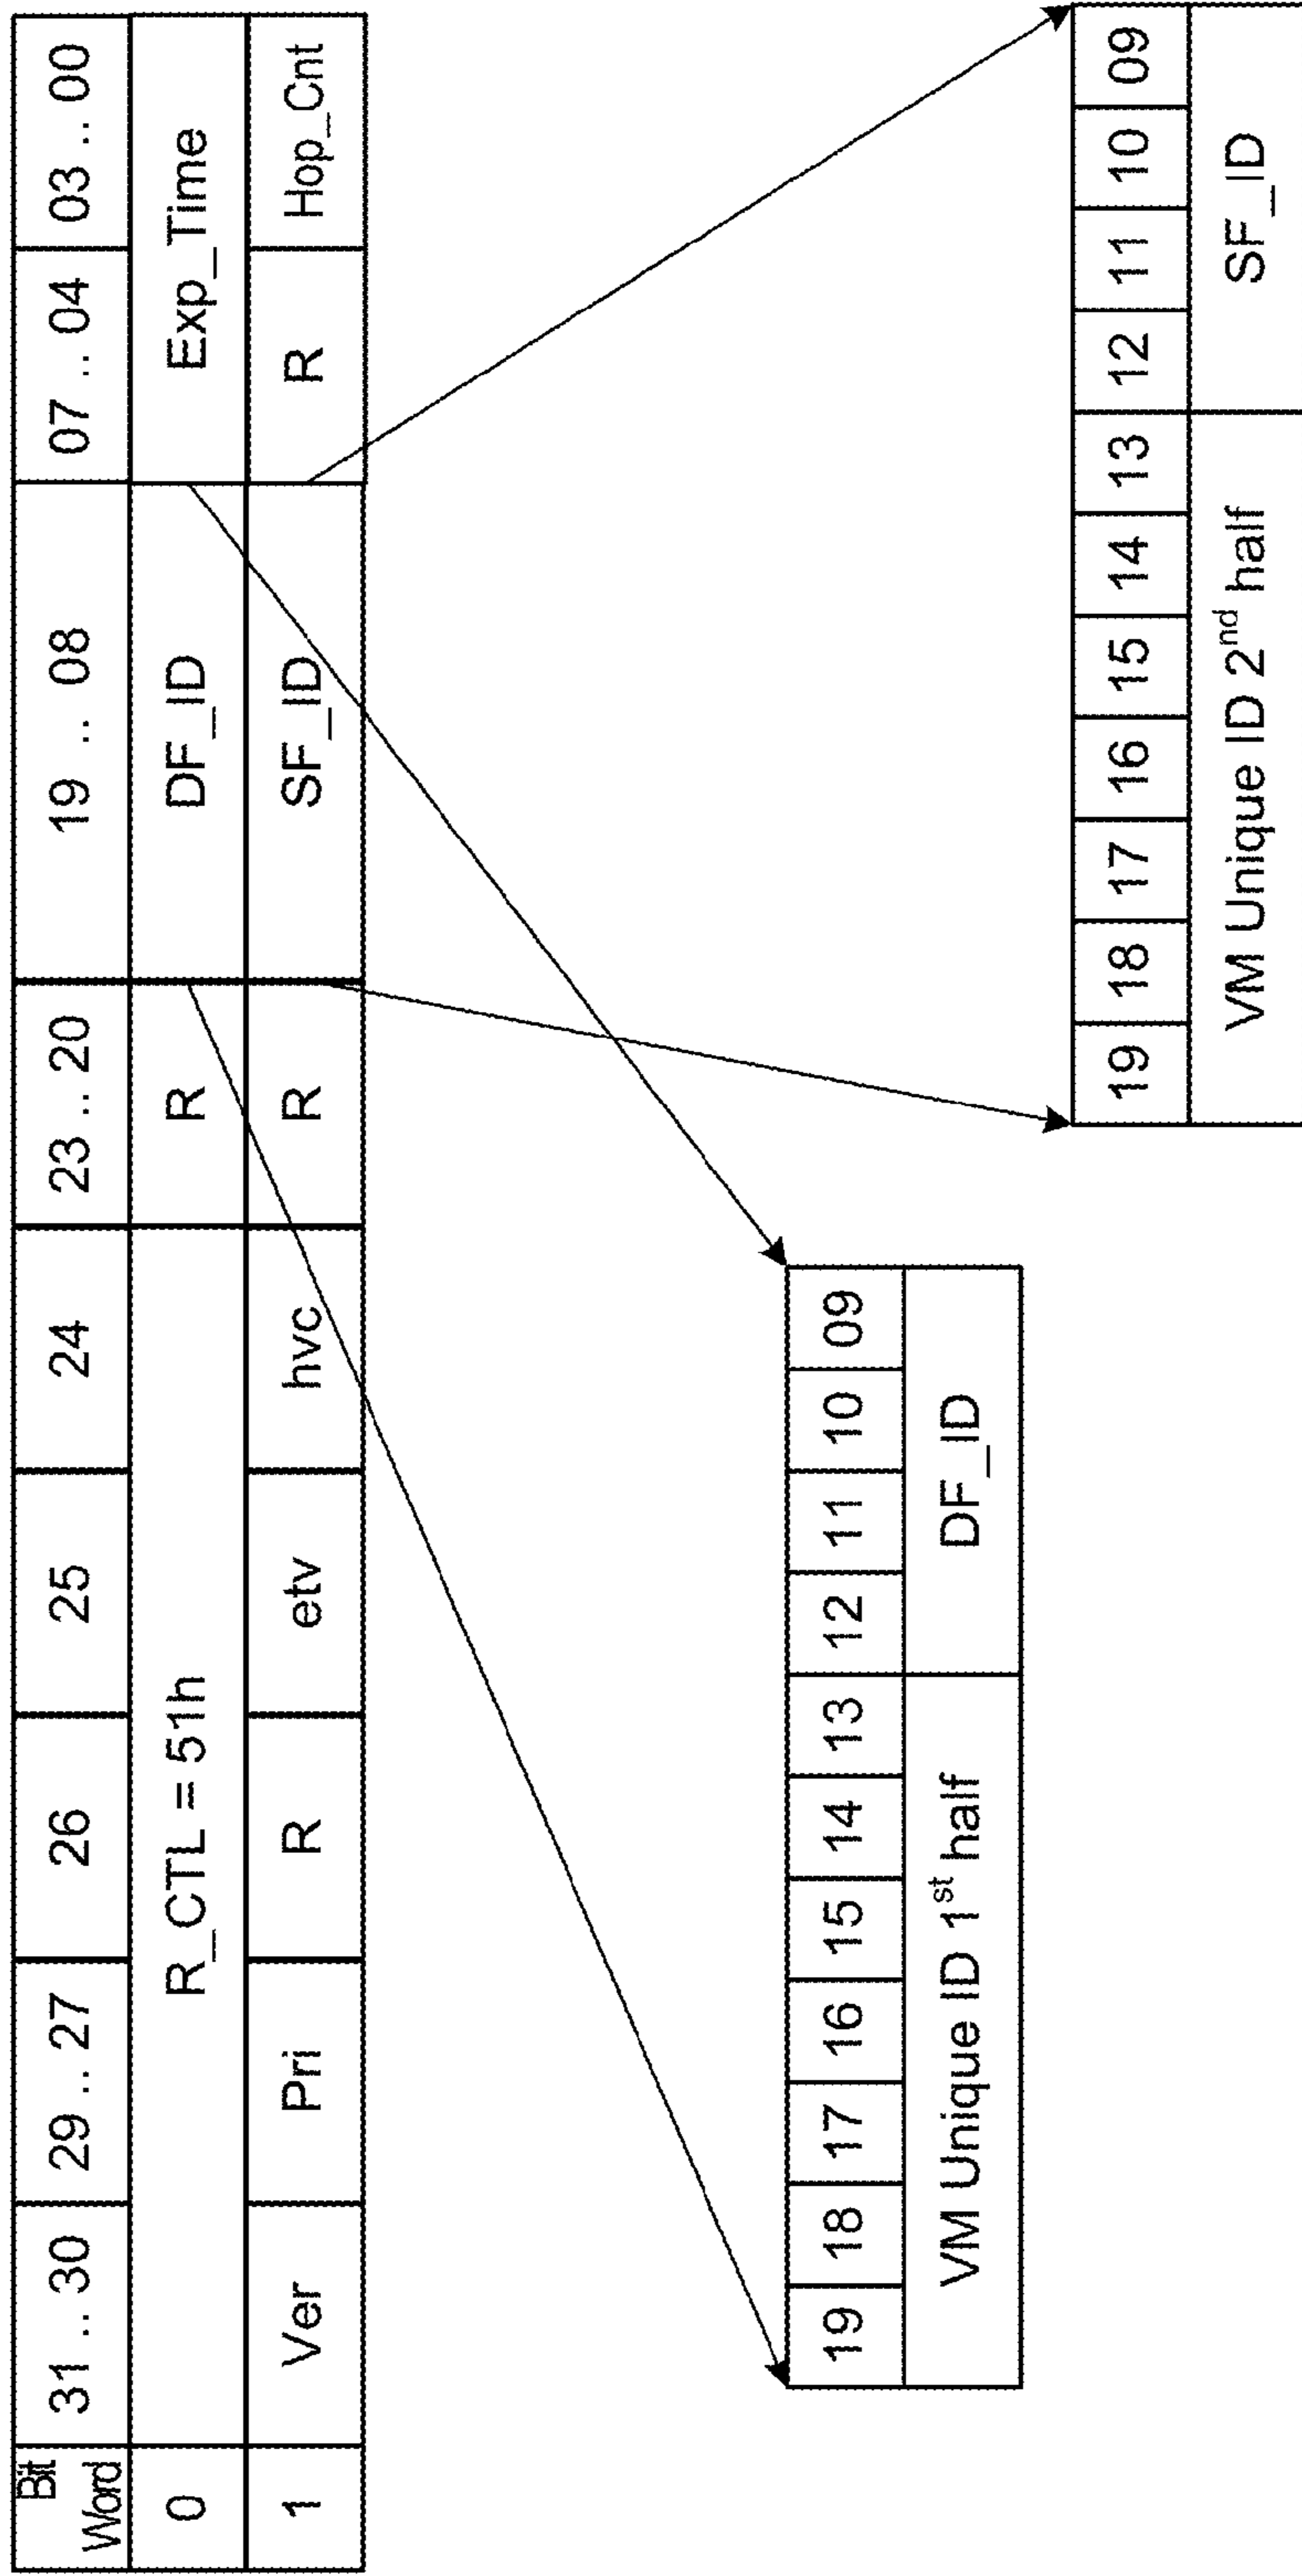 Bit Word 31 .. 30 29 .. 27 26 25 24 23 .. 20 19 .. 08 07 .. 04 03 .. 00
0 R_CTL = 51h R DF_ID Exp_Time
1 Ver Pri R etv hvc R SF_ID R Hop_Cnt
19 18 17 16 15 14 13 12 11 10 09
VM Unique ID 1st half DF_ID
19 18 17 16 15 14 13 12 11 10 09
VM Unique ID 2nd half SF_ID